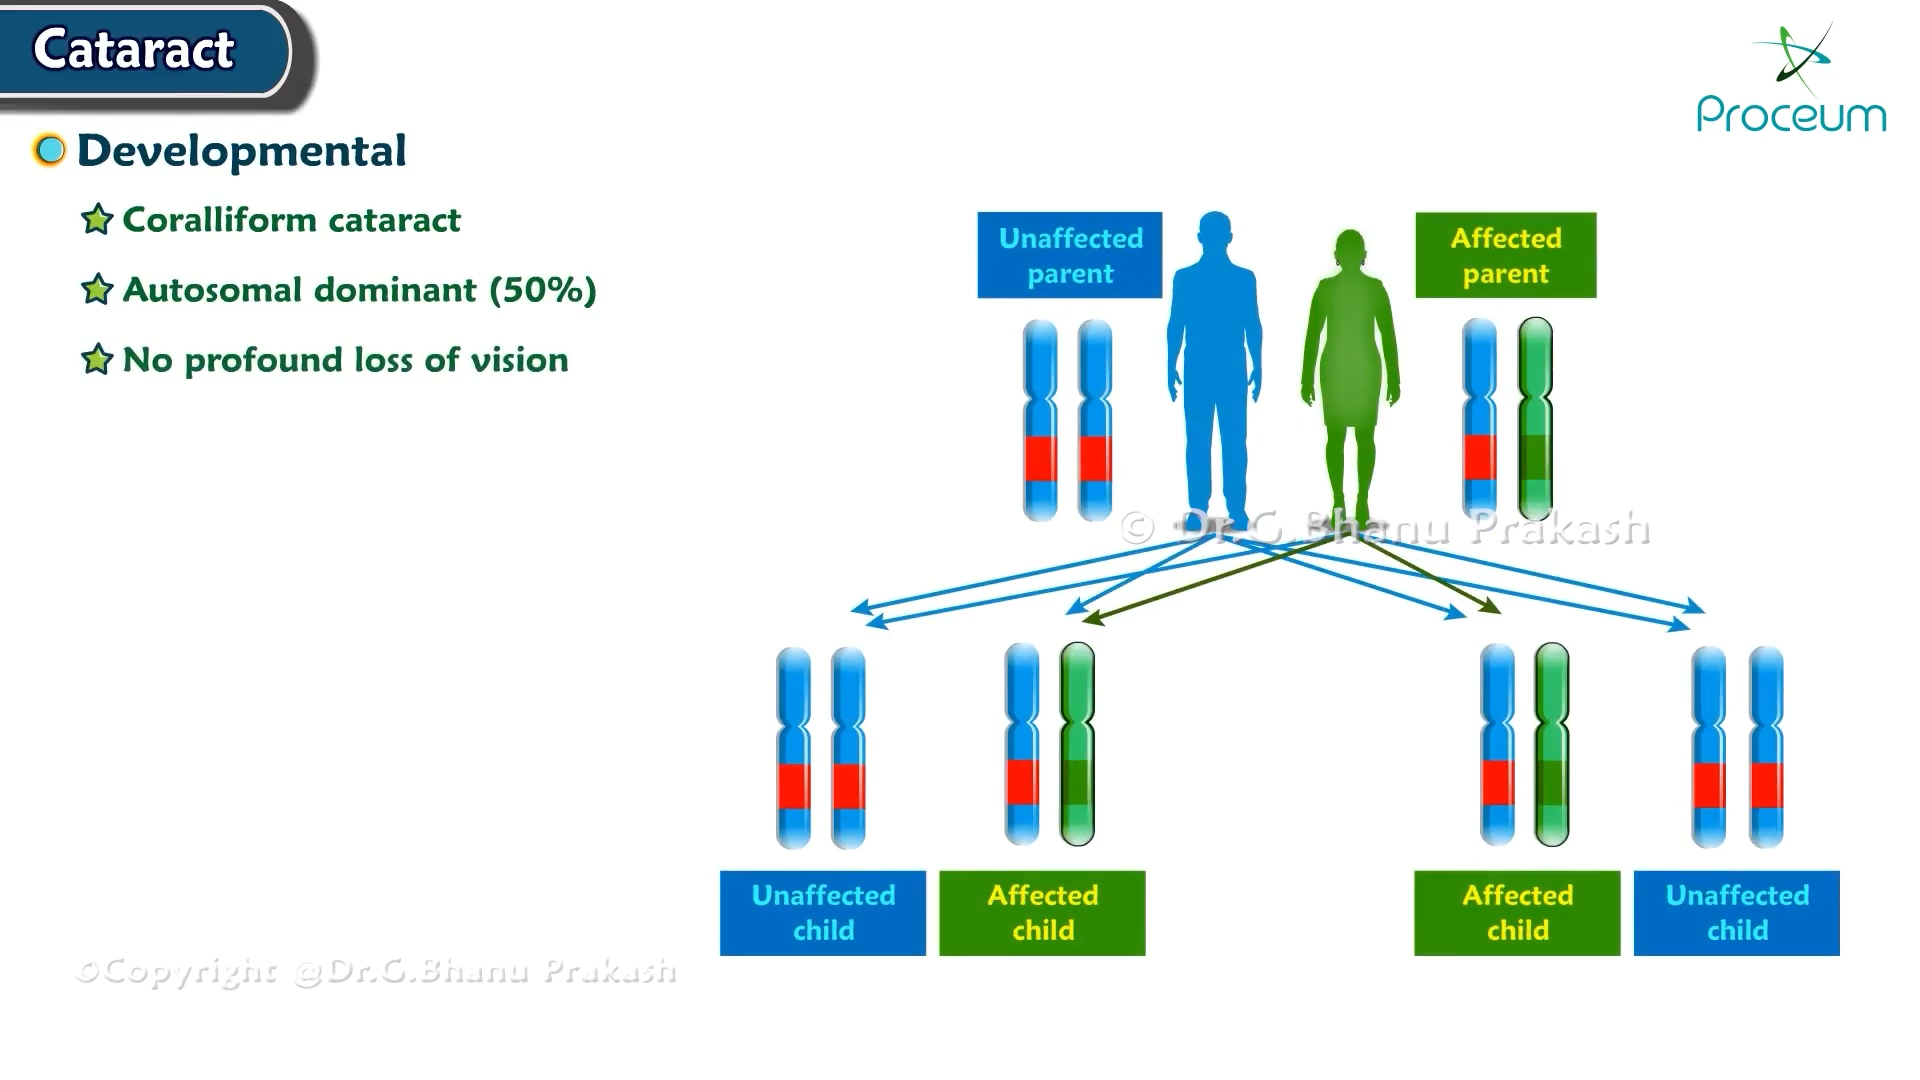 Cataract
Proceum
Developmental
Coralliform cataract
Autosomal dominant (50%)
No profound loss of vision
Unaffected
parent
Affected
parent
© Dr.G.Bhanu Prakash
Unaffected
child
Affected
child
Affected
child
Unaffected
child
©Copyright @Dr.G.Bhanu Prakash